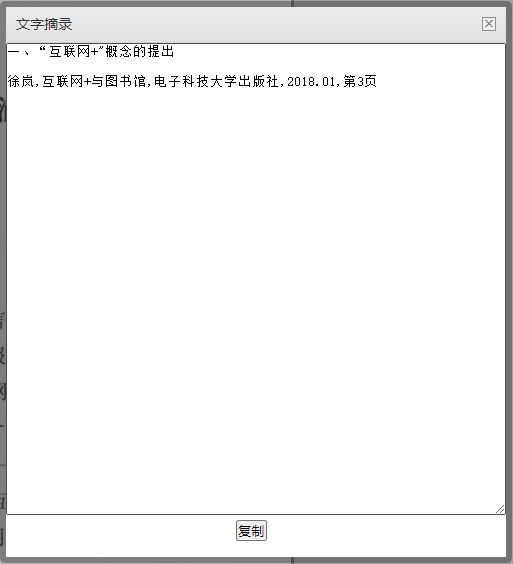 文字摘录
一、“互联网+”概念的提出
徐岚,互联网+与图书馆,电子科技大学出版社,2018.01,第3页
复制